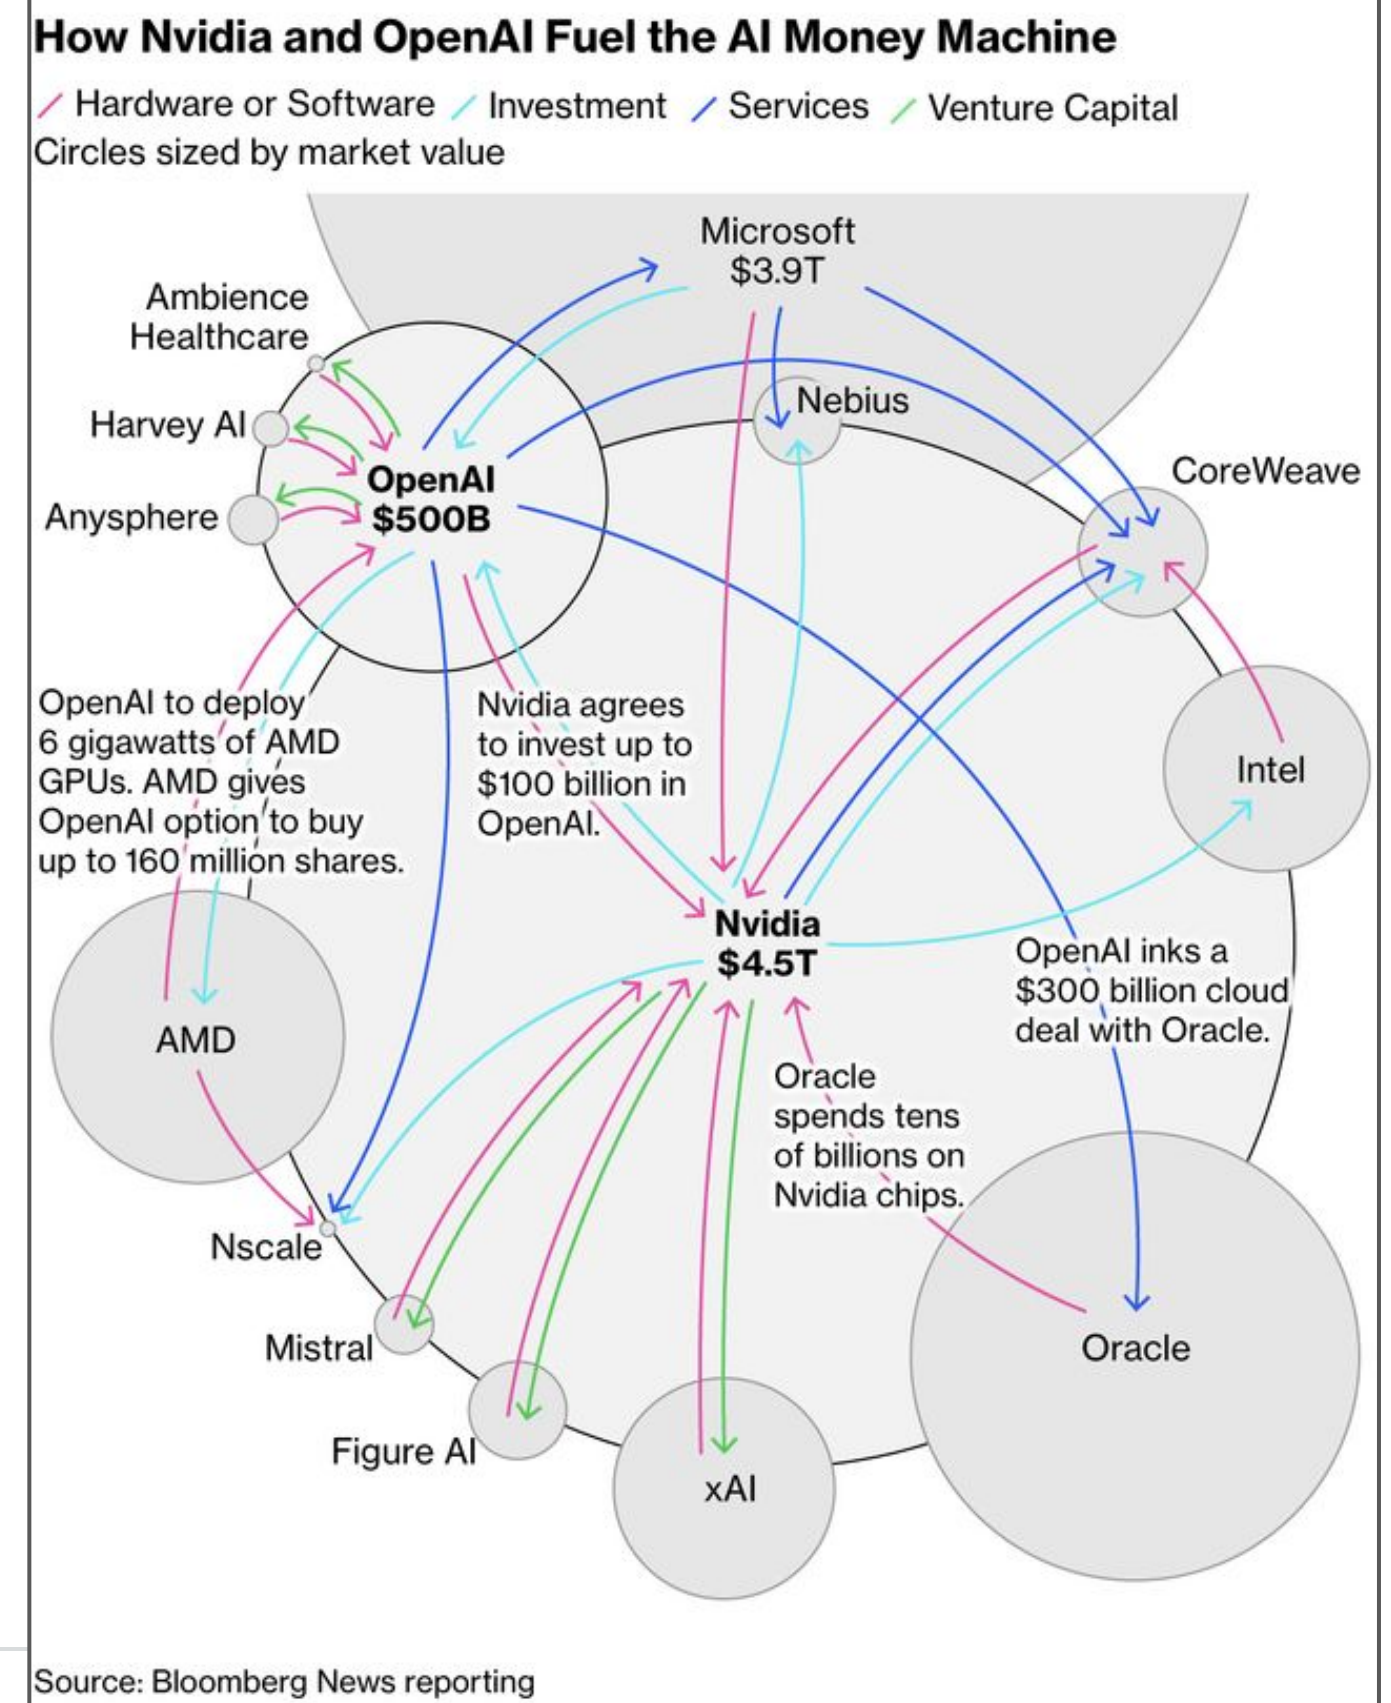 How Nvidia and OpenAI Fuel the AI Money Machine
Hardware or Software Investment Services Venture Capital
Circles sized by market value
Microsoft
$3.9T
Ambience
Healthcare
Harvey AI
Nebius
OpenAI
$500B
Anysphere
CoreWeave
OpenAI to deploy
6 gigawatts of AMD
GPUs. AMD gives
OpenAI option to buy
up to 160 million shares.
Nvidia agrees
to invest up to
$100 billion in
OpenAI.
Intel
Nvidia
$4.5T
OpenAI inks a
$300 billion cloud
deal with Oracle.
AMD
Oracle
spends tens
of billions on
Nvidia chips.
Nscale
Mistral
Figure AI
xAI
Oracle
Source: Bloomberg News reporting